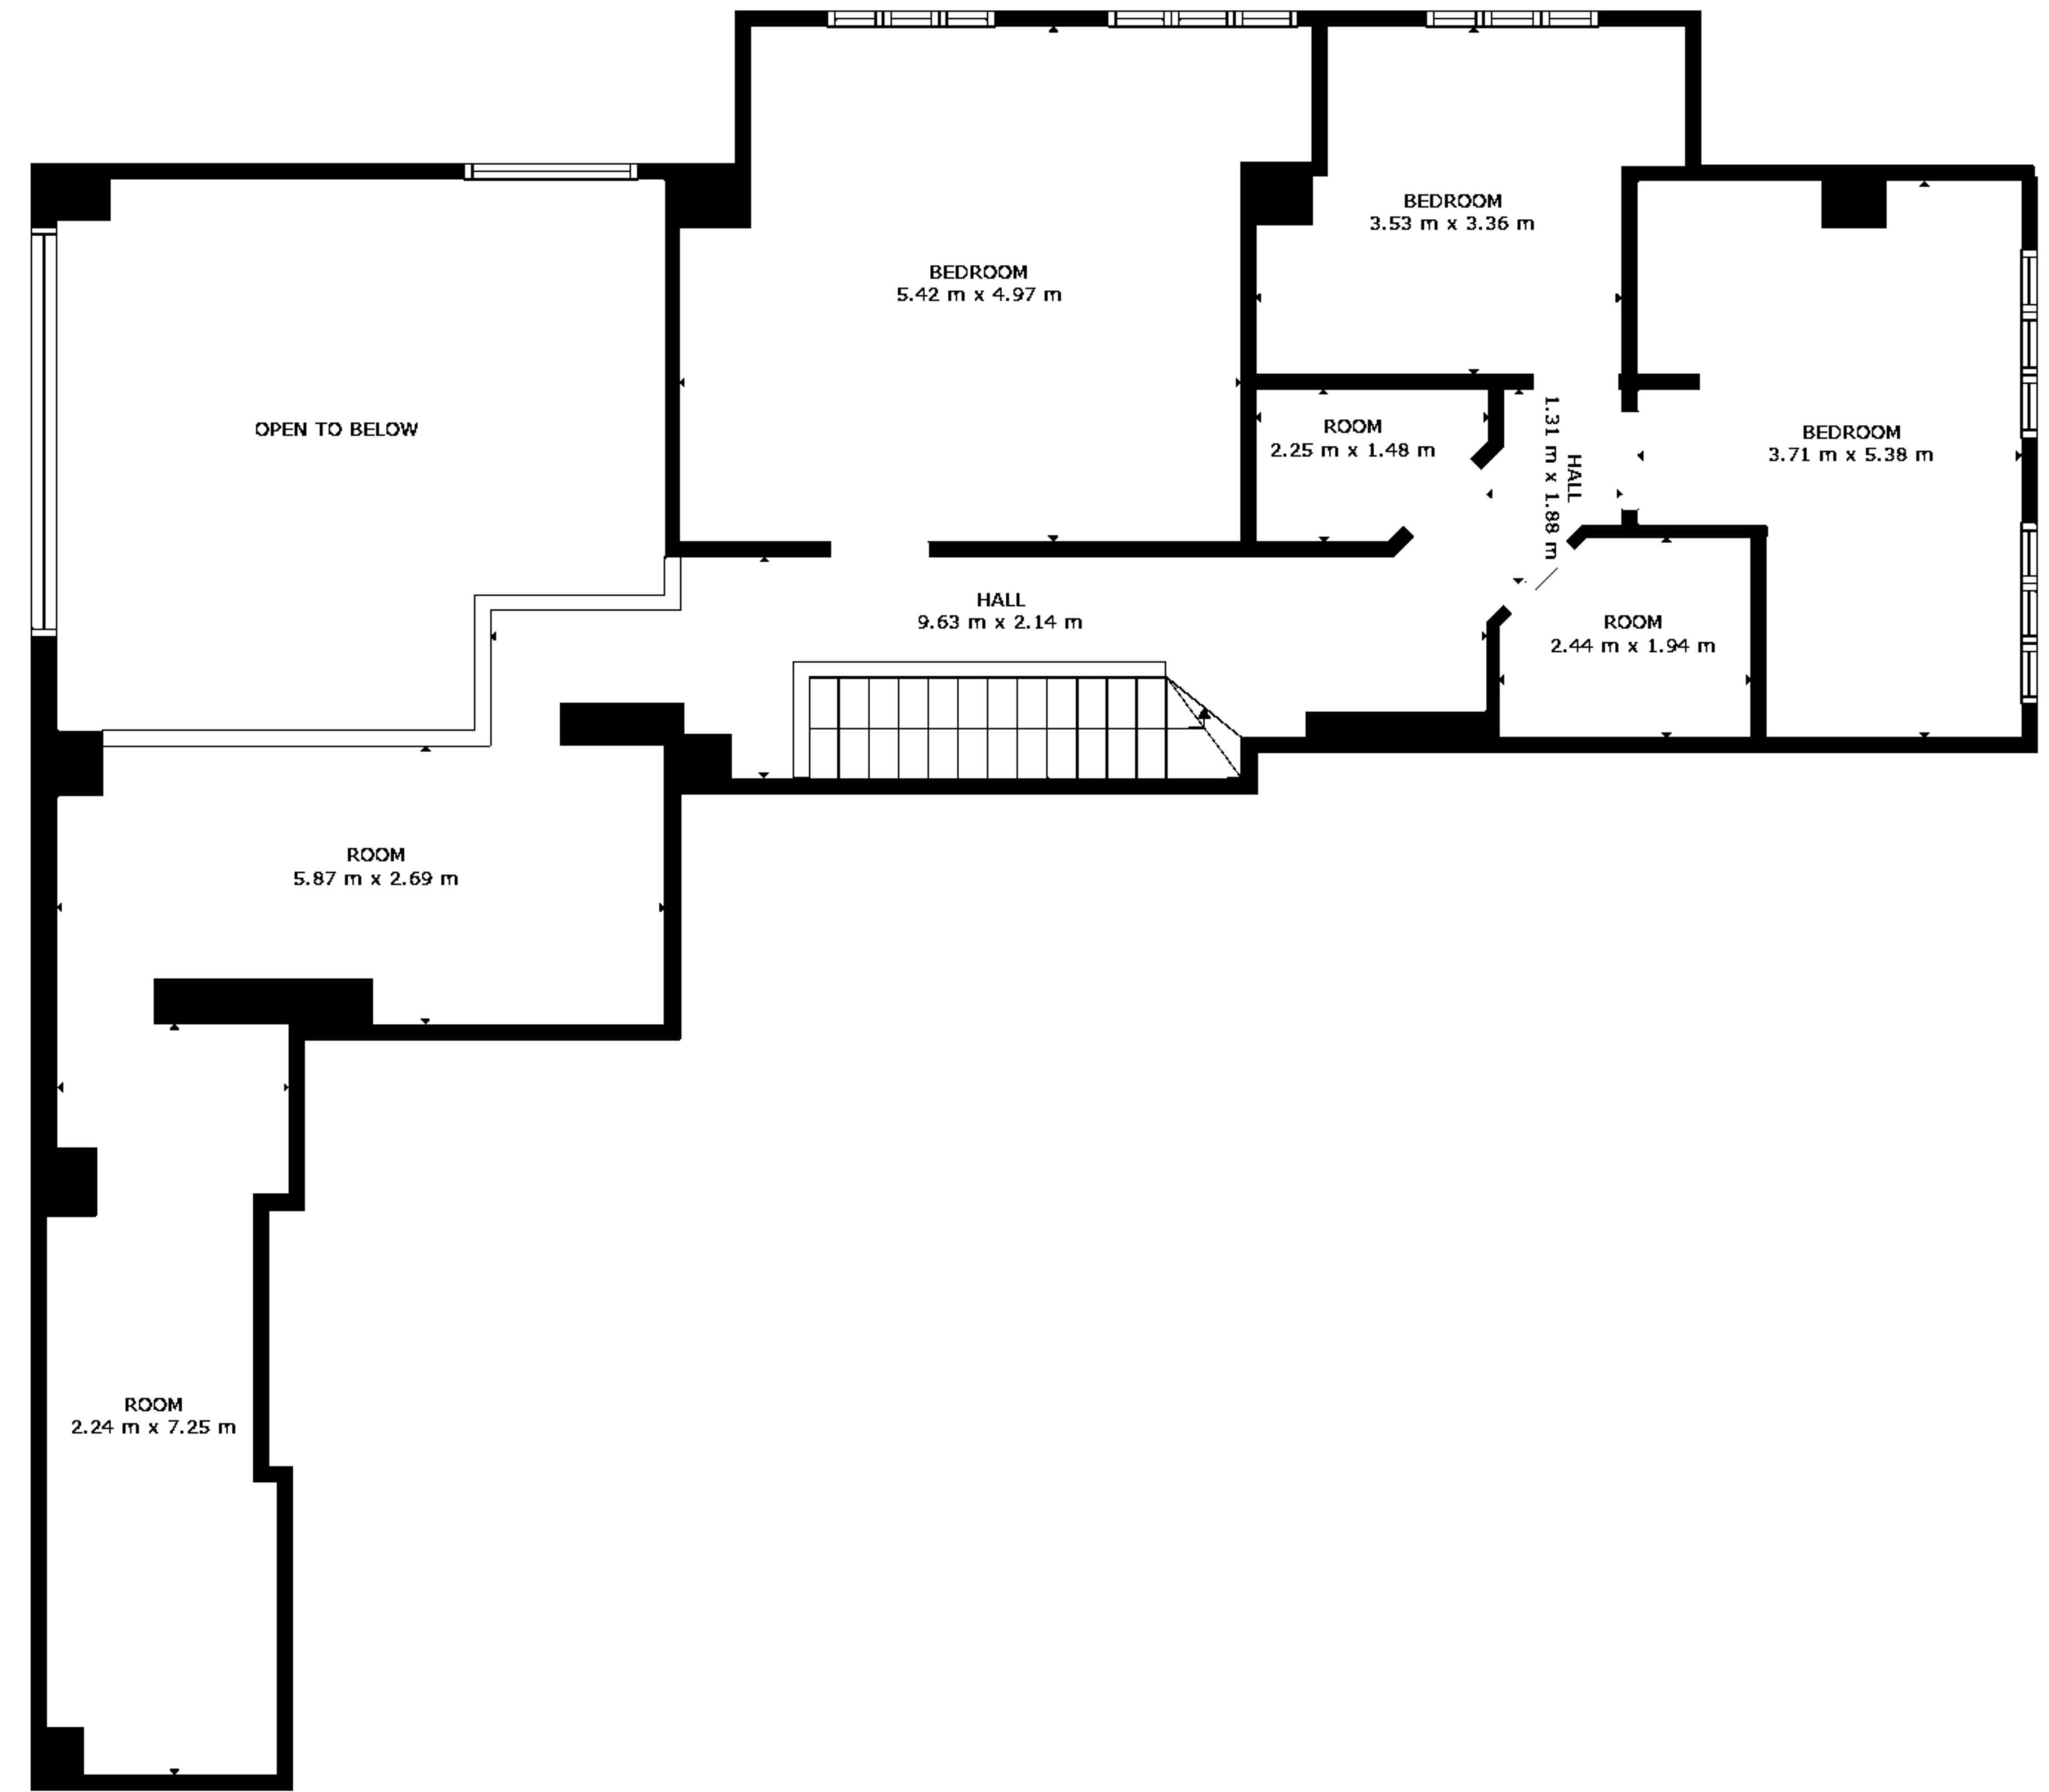 BEDROOM
3.53 m x 3.36 m
BEDROOM
5.42 m x 4.97 m
OPEN TO BELOW
ROOM
2.25 m x 1.48 m
HALL
1.31 m x 1.88 m
BEDROOM
3.71 m x 5.38 m
HALL
9.63 m x 2.14 m
ROOM
2.44 m x 1.94 m
ROOM
5.87 m x 2.69 m
ROOM
2.24 m x 7.25 m